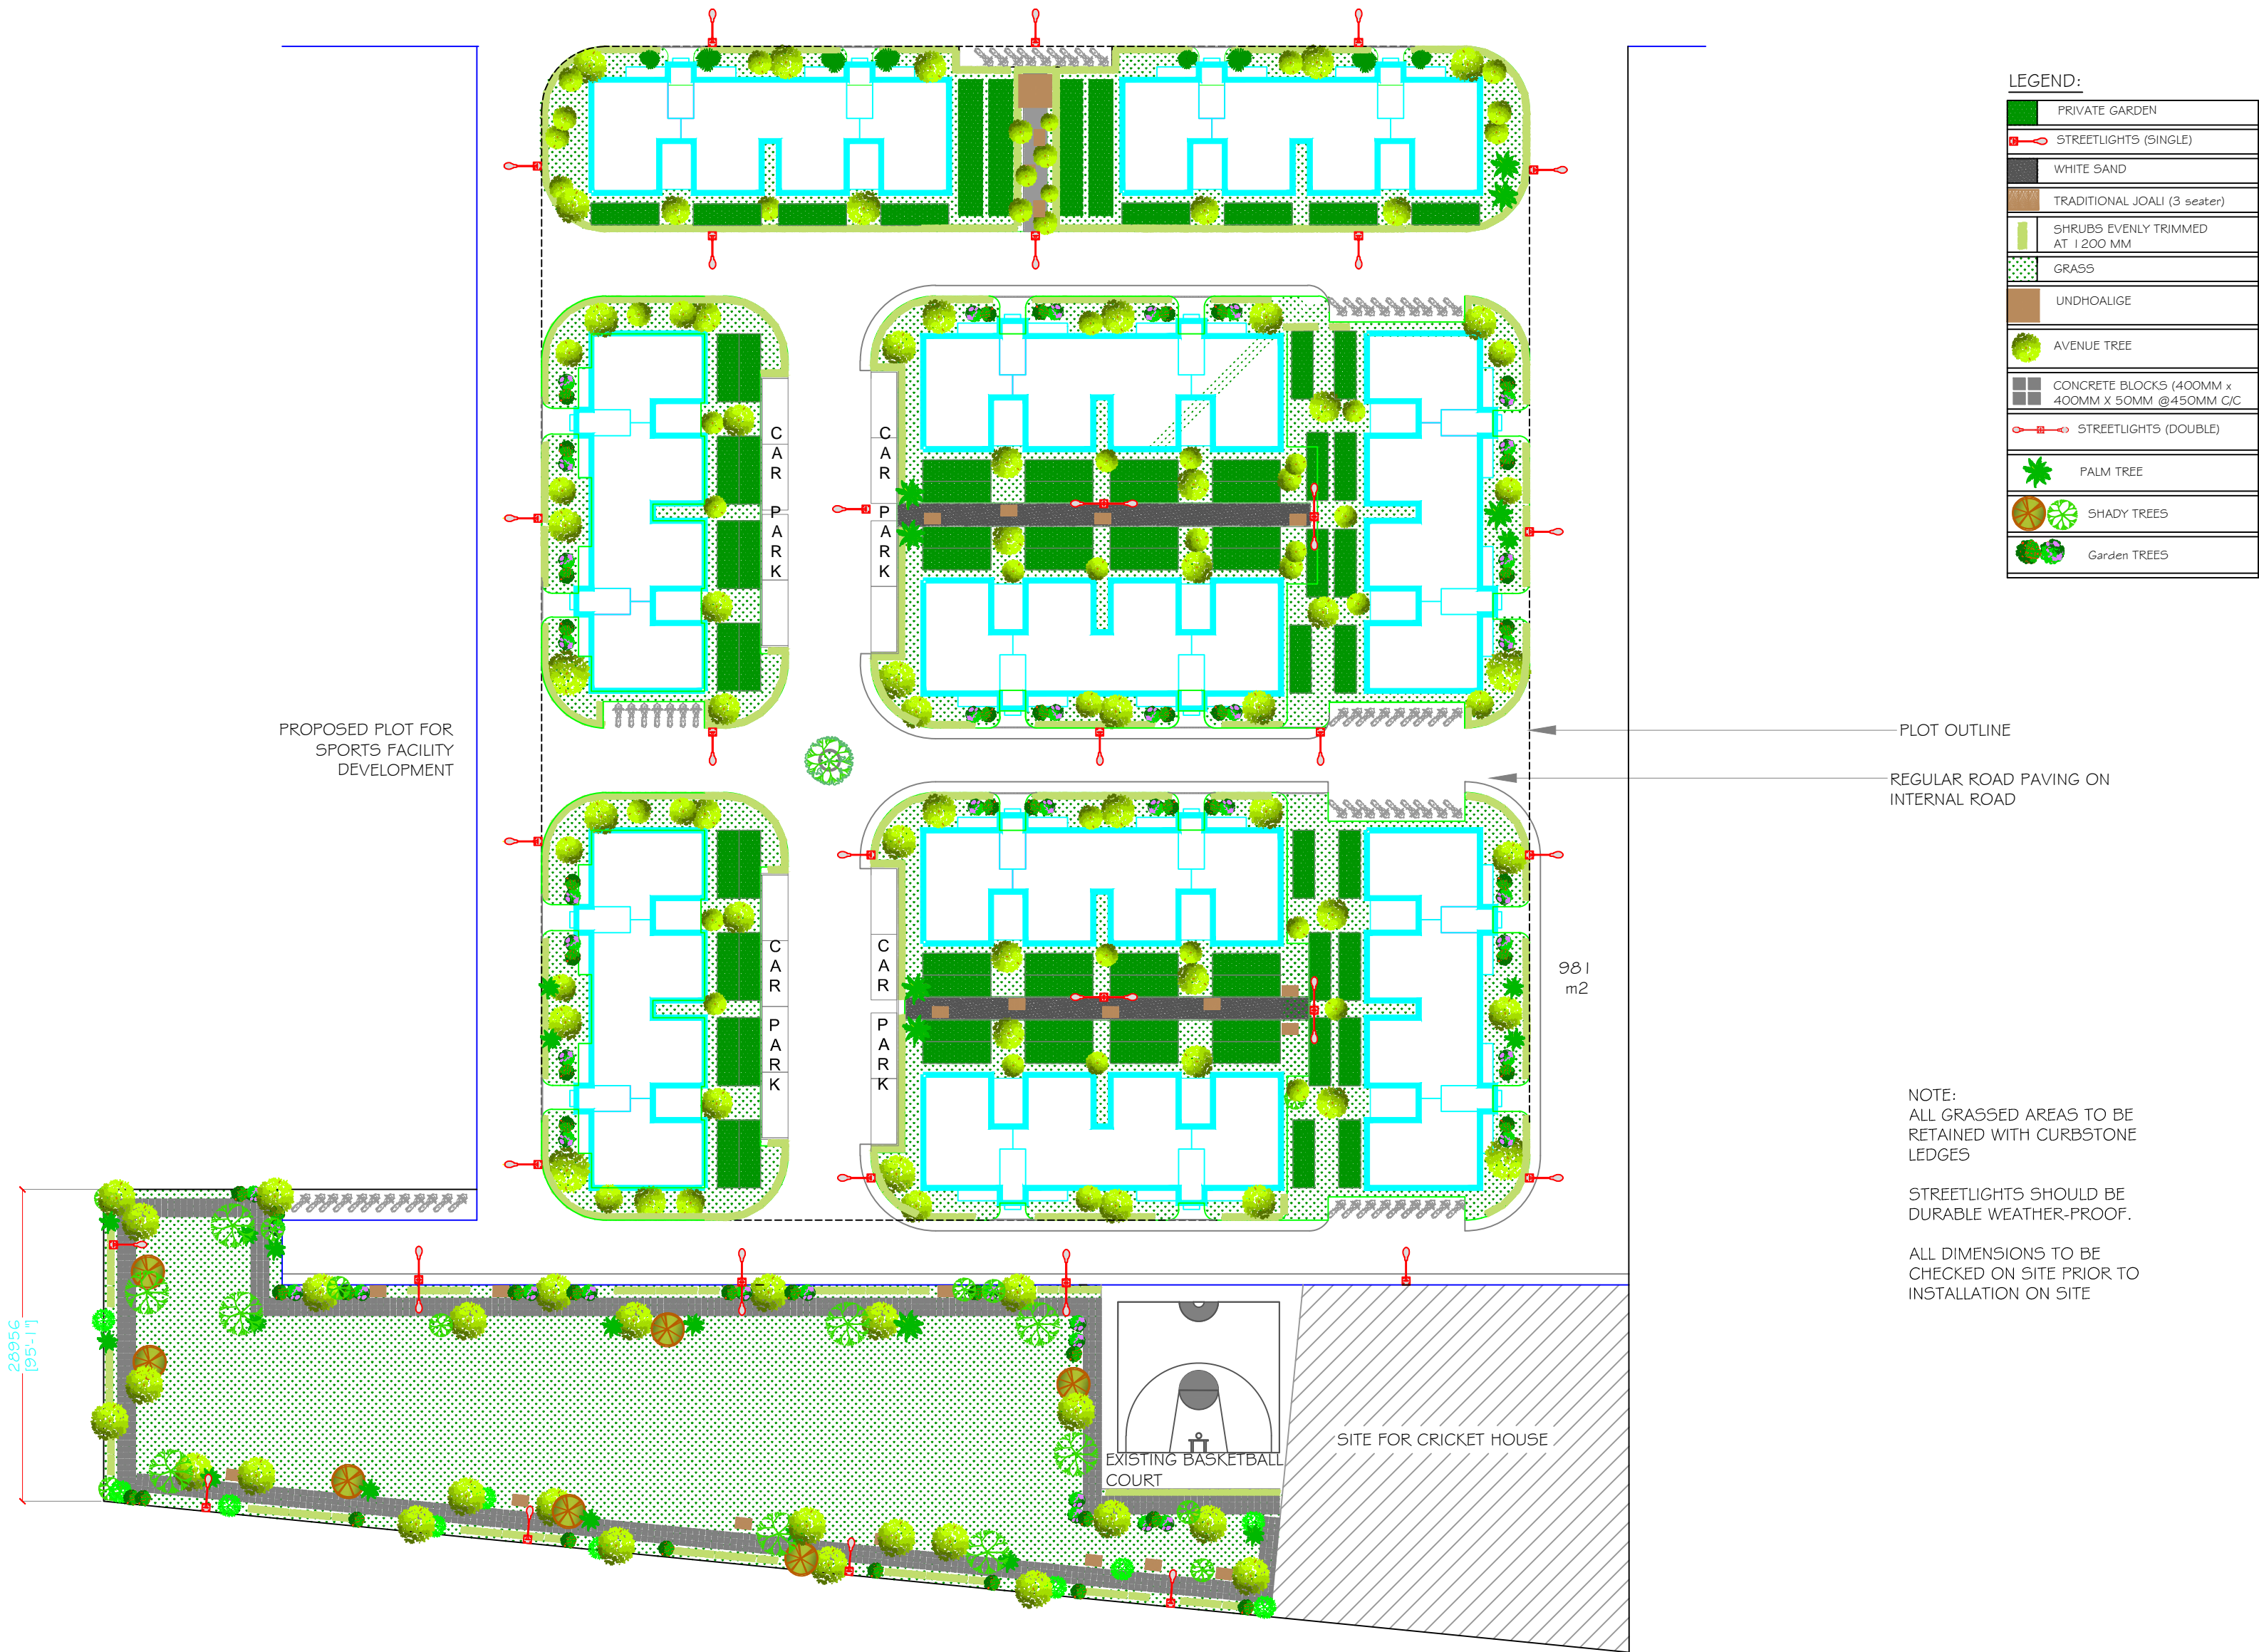 LEGEND:
PRIVATE GARDEN
STREETLIGHTS (SINGLE)
WHITE SAND
TRADITIONAL JOALI (3 seater)
SHRUBS EVENLY TRIMMED
AT 1200 MM
GRASS
UNDHOALIGE
AVENUE TREE
CONCRETE BLOCKS (400MM x
400MM X 50MM @450MM C/C
STREETLIGHTS (DOUBLE)
PALM TREE
SHADY TREES
Garden TREES
CAR PARK
CAR PARK
PROPOSED PLOT FOR
SPORTS FACILITY
DEVELOPMENT
PLOT OUTLINE
REGULAR ROAD PAVING ON
INTERNAL ROAD
CAR PARK
CAR PARK
981
m2
NOTE:
ALL GRASSED AREAS TO BE
RETAINED WITH CURBSTONE
LEDGES
STREETLIGHTS SHOULD BE
DURABLE WEATHER-PROOF.
ALL DIMENSIONS TO BE
CHECKED ON SITE PRIOR TO
INSTALLATION ON SITE
28956
[95'-1"]
EXISTING BASKETBALL
COURT
SITE FOR CRICKET HOUSE